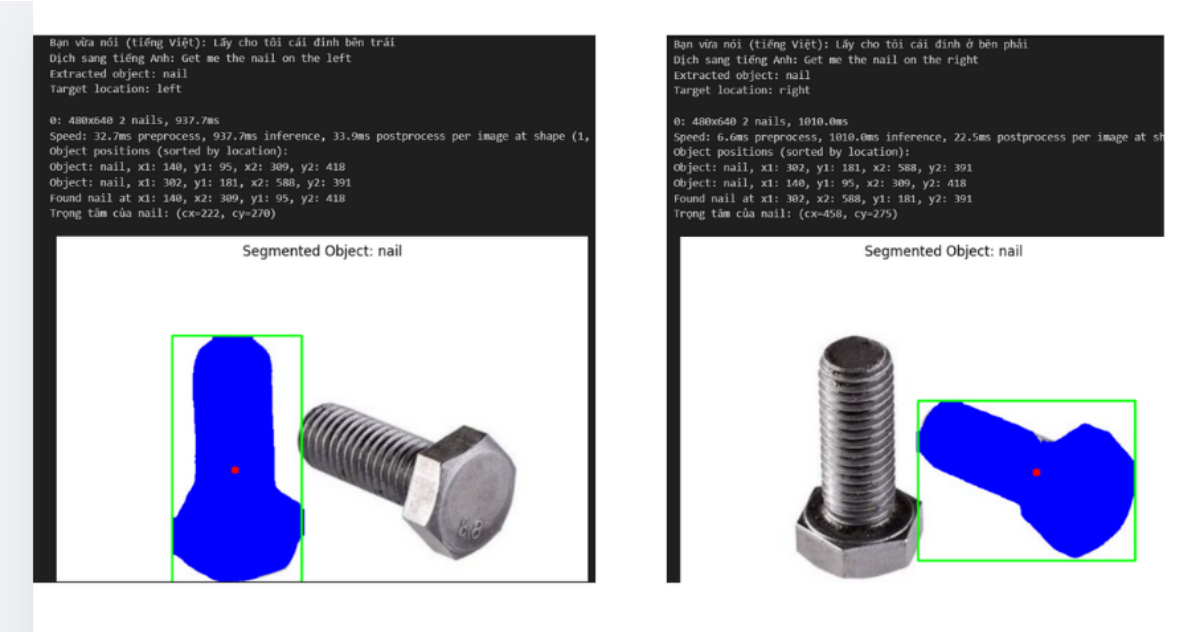 Bạn vừa nói (tiếng Việt): Lấy cho tôi cái đinh bên trái
Dịch sang tiếng Anh: Get me the nail on the left
Extracted object: nail
Target location: left
0: 480x640 2 nails, 937.7ms
Speed: 32.7ms preprocess, 937.7ms inference, 33.9ms postprocess per image at shape (1,
Object positions (sorted by location):
Object: nail, x1: 140, y1: 95, x2: 309, y2: 418
Object: nail, x1: 302, y1: 181, x2: 588, y2: 391
Found nail at x1: 140, x2: 309, y1: 95, y2: 418
Trọng tâm của nail: (cx=222, cy=270)
Segmented Object: nail
88
Bạn vừa nói (tiếng Việt): Lấy cho tôi cái đinh ở bên phải
Dịch sang tiếng Anh: Get me the nail on the right
Extracted object: nail
Target location: right
0: 480x640 2 nails, 1010.0ms
Speed: 6.6ms preprocess, 1010.0ms inference, 22.5ms postprocess per image at sh
Object positions (sorted by location):
Object: nail, x1: 302, y1: 181, x2: 588, y2: 391
Object: nail, x1: 140, y1: 95, x2: 309, y2: 418
Found nail at x1: 302, x2: 588, y1: 181, y2: 391
Trọng tâm của nail: (cx=458, cy=275)
Segmented Object: nail